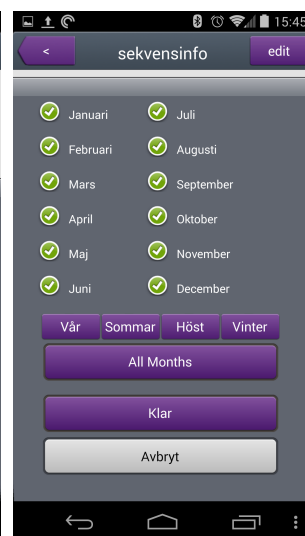 15:45
< sekvensinfo edit
Januari Juli
Februari Augusti
Mars September
April Oktober
Maj November
Juni December
Vår Sommar Höst Vinter
All Months
Klar
Avbryt